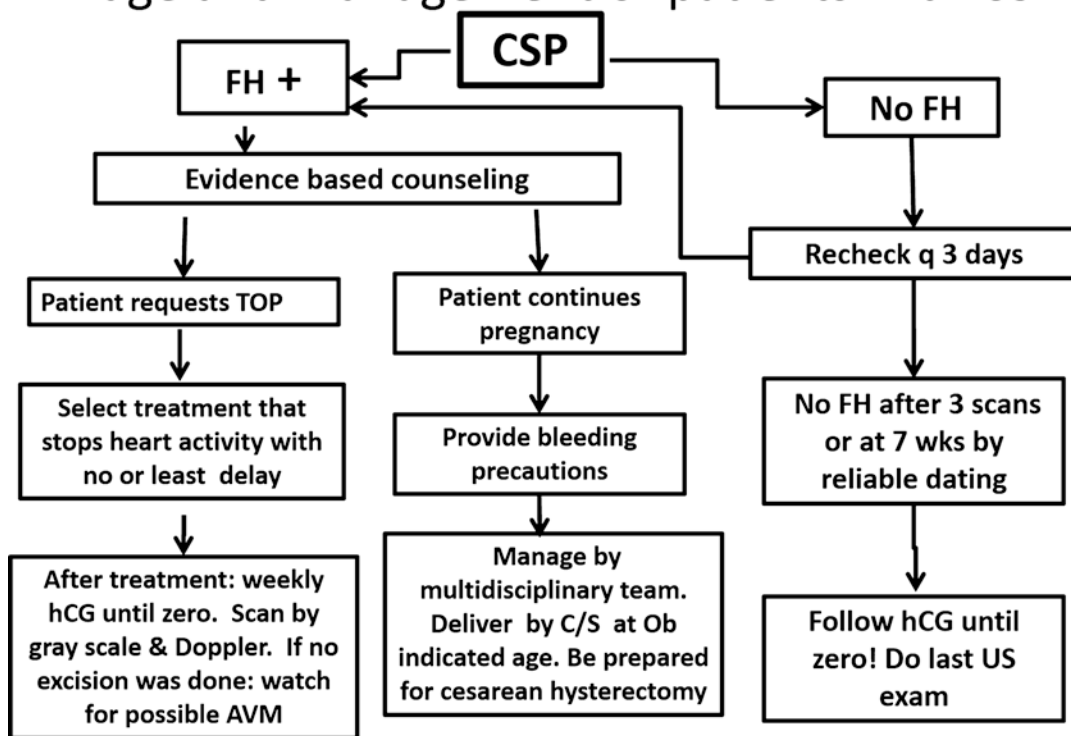 CSP
FH +
No FH
Evidence based counseling
Recheck q 3 days
Patient requests TOP
Patient continues
pregnancy
Select treatment that
stops heart activity with
no or least delay
Provide bleeding
precautions
No FH after 3 scans
or at 7 wks by
reliable dating
After treatment: weekly
hCG until zero. Scan by
gray scale & Doppler. If no
excision was done: watch
for possible AVM
Manage by
multidisciplinary team.
Deliver by C/S at Ob
indicated age. Be prepared
for cesarean hysterectomy
Follow hCG until
zero! Do last US
exam